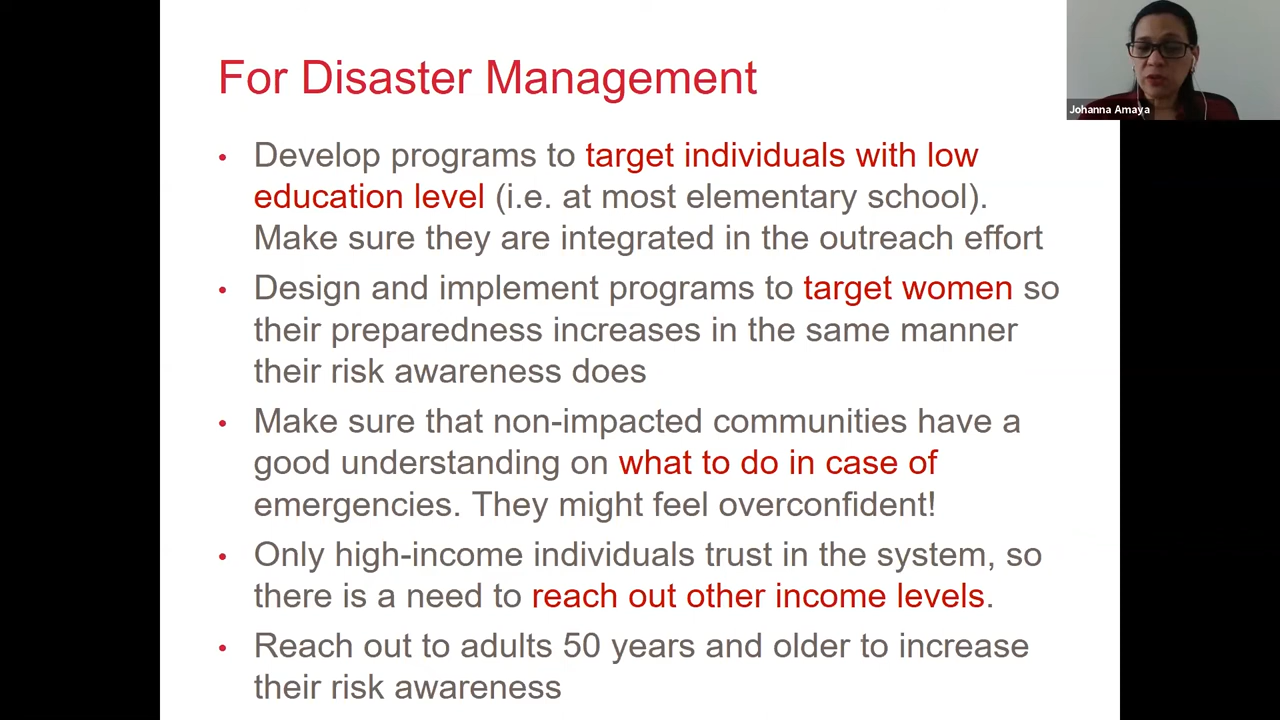 For Disaster Management
Johanna Amaya
• Develop programs to target individuals with low
education level (i.e. at most elementary school).
Make sure they are integrated in the outreach effort
• Design and implement programs to target women so
their preparedness increases in the same manner
their risk awareness does
• Make sure that non-impacted communities have a
good understanding on what to do in case of
emergencies. They might feel overconfident!
• Only high-income individuals trust in the system, so
there is a need to reach out other income levels.
• Reach out to adults 50 years and older to increase
their risk awareness